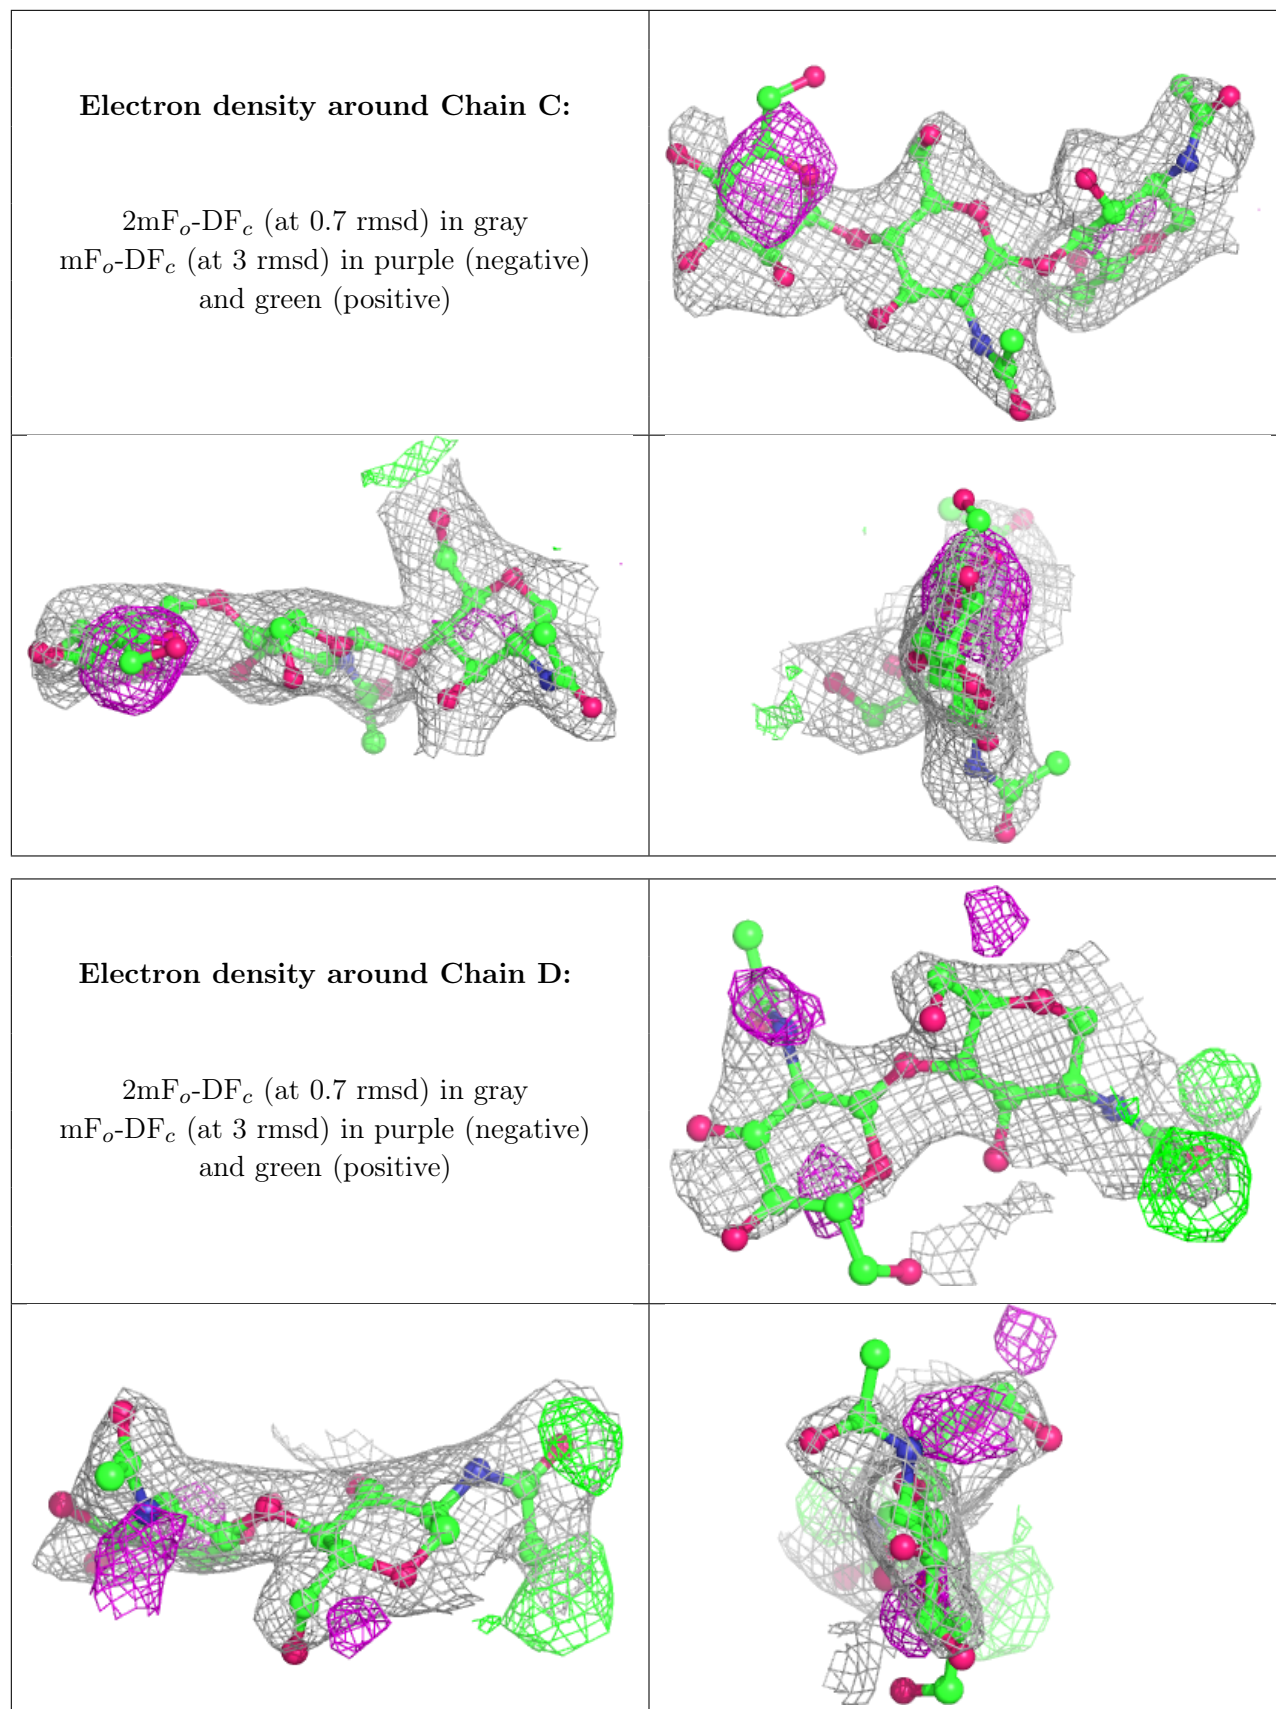 Electron density around Chain C:
2mFo-DFc (at 0.7 rmsd) in gray
mFo-DFc (at 3 rmsd) in purple (negative)
and green (positive)
Electron density around Chain D:
2mFo-DFc (at 0.7 rmsd) in gray
mFo-DFc (at 3 rmsd) in purple (negative)
and green (positive)